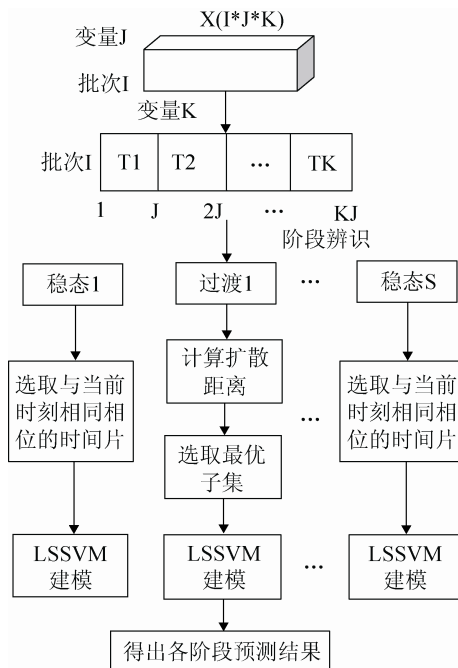 X(I*J*K)
变量J
批次I
变量K
批次I T1 T2 ... TK
1 J 2J ... KJ
阶段辨识
稳态1 过渡1 ... 稳态S
计算扩散
距离
选取与当前
时刻相同相
位的时间片
...
选取与当前
时刻相同相
位的时间片
选取最优
子集
LSSVM
建模
LSSVM
建模
...
LSSVM
建模
得出各阶段预测结果